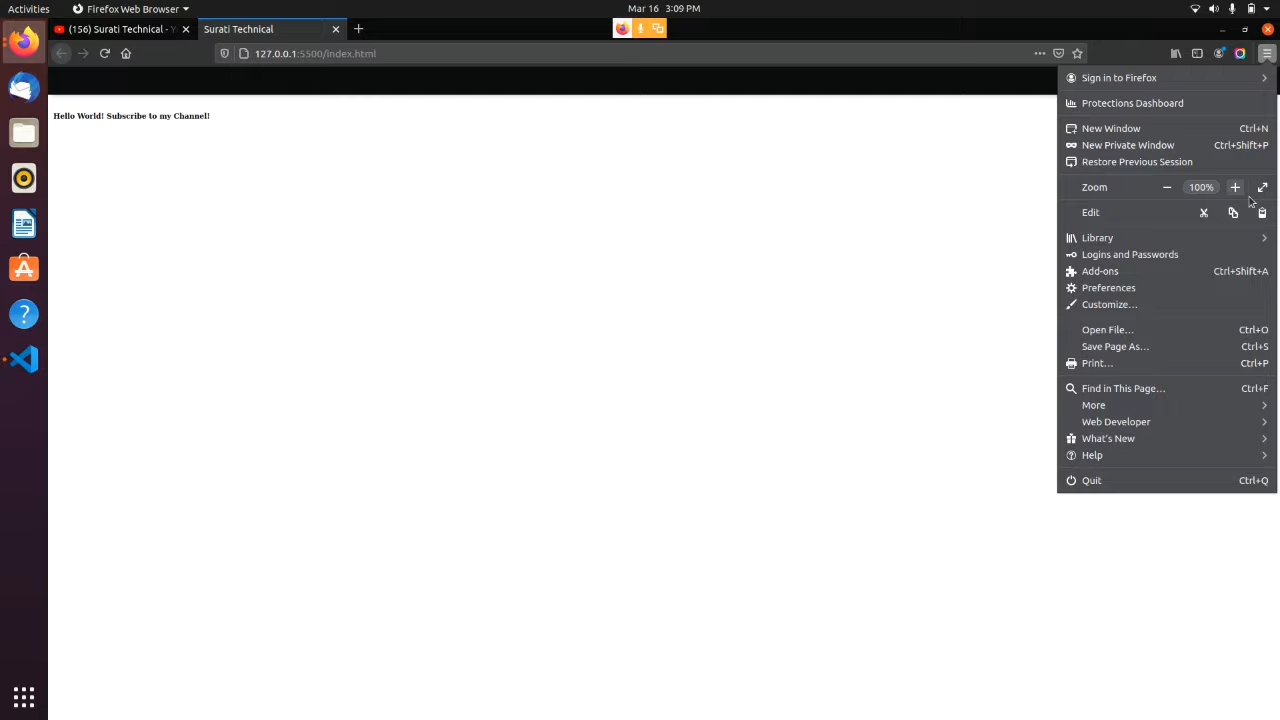 Activities Firefox Web Browser Mar 16 3:09 PM
(156) Surati Technical - Y Surati Technical
127.0.0.1:5500/index.html
Hello World! Subscribe to my Channel!
Sign in to Firefox
Protections Dashboard
New Window Ctrl+N
New Private Window Ctrl+Shift+P
Restore Previous Session
Zoom 100%
Edit
Library
Logins and Passwords
Add-ons Ctrl+Shift+A
Preferences
Customize…
Open File… Ctrl+O
Save Page As… Ctrl+S
Print… Ctrl+P
Find in This Page… Ctrl+F
More
Web Developer
What's New
Help
Quit Ctrl+Q